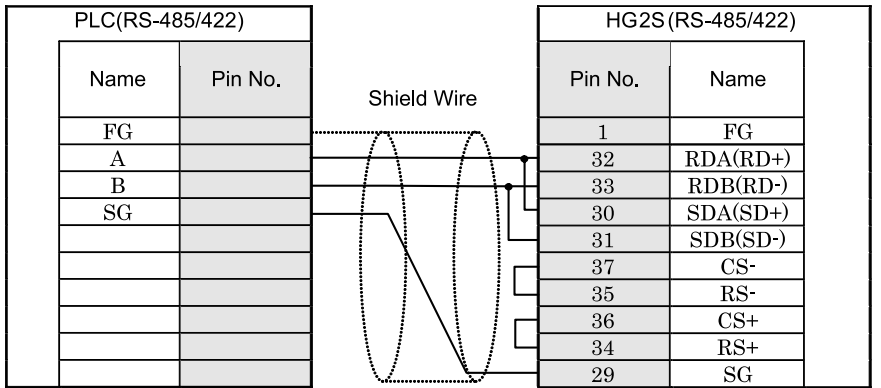 PLC(RS-485/422) HG2S(RS-485/422)
Name Pin No. Pin No. Name
Shield Wire
FG 1 FG
A 32 RDA(RD+)
B 33 RDB(RD-)
SG 30 SDA(SD+)
31 SDB(SD-)
37 CS-
35 RS-
36 CS+
34 RS+
29 SG